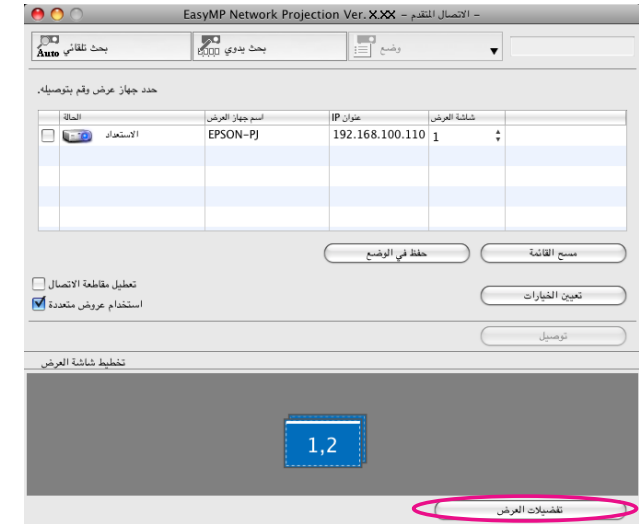 EasyMP Network Projection Ver. X.XX - الاتصال المتقدم -
بحث تلقائي Auto
بحث يدوي
وضع
حدد جهاز عرض وقم بتوصيله.
الحالة
اسم جهاز العرض
عنوان IP
شاشة العرض
الاستعداد
EPSON-PJ
192.168.100.110
1
حفظ في الوضع
مسح القائمة
تعطيل مقاطعة الاتصال
استخدام عروض متعددة
تعيين الخيارات
توصيل
تخطيط شاشة العرض
1,2
تفضيلات العرض